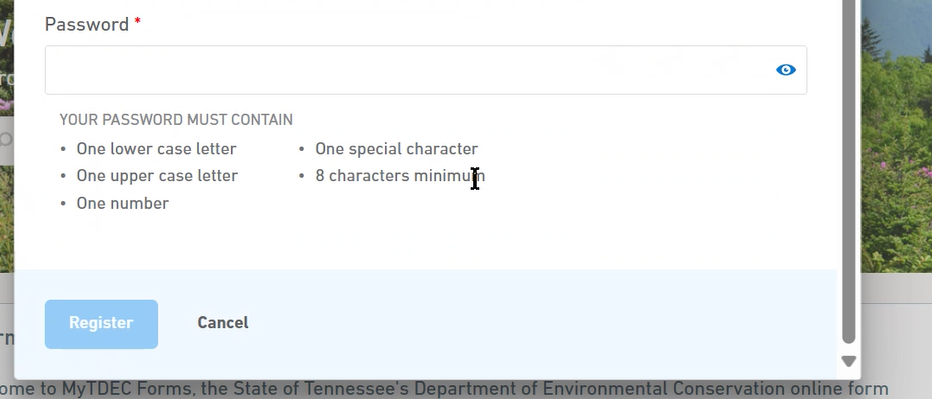 Password *
YOUR PASSWORD MUST CONTAIN
• One lower case letter
• One upper case letter
• One number
• One special character
• 8 characters minimum
Register
Cancel
ome to MyTDEC Forms, the State of Tennessee's Department of Environmental Conservation online form